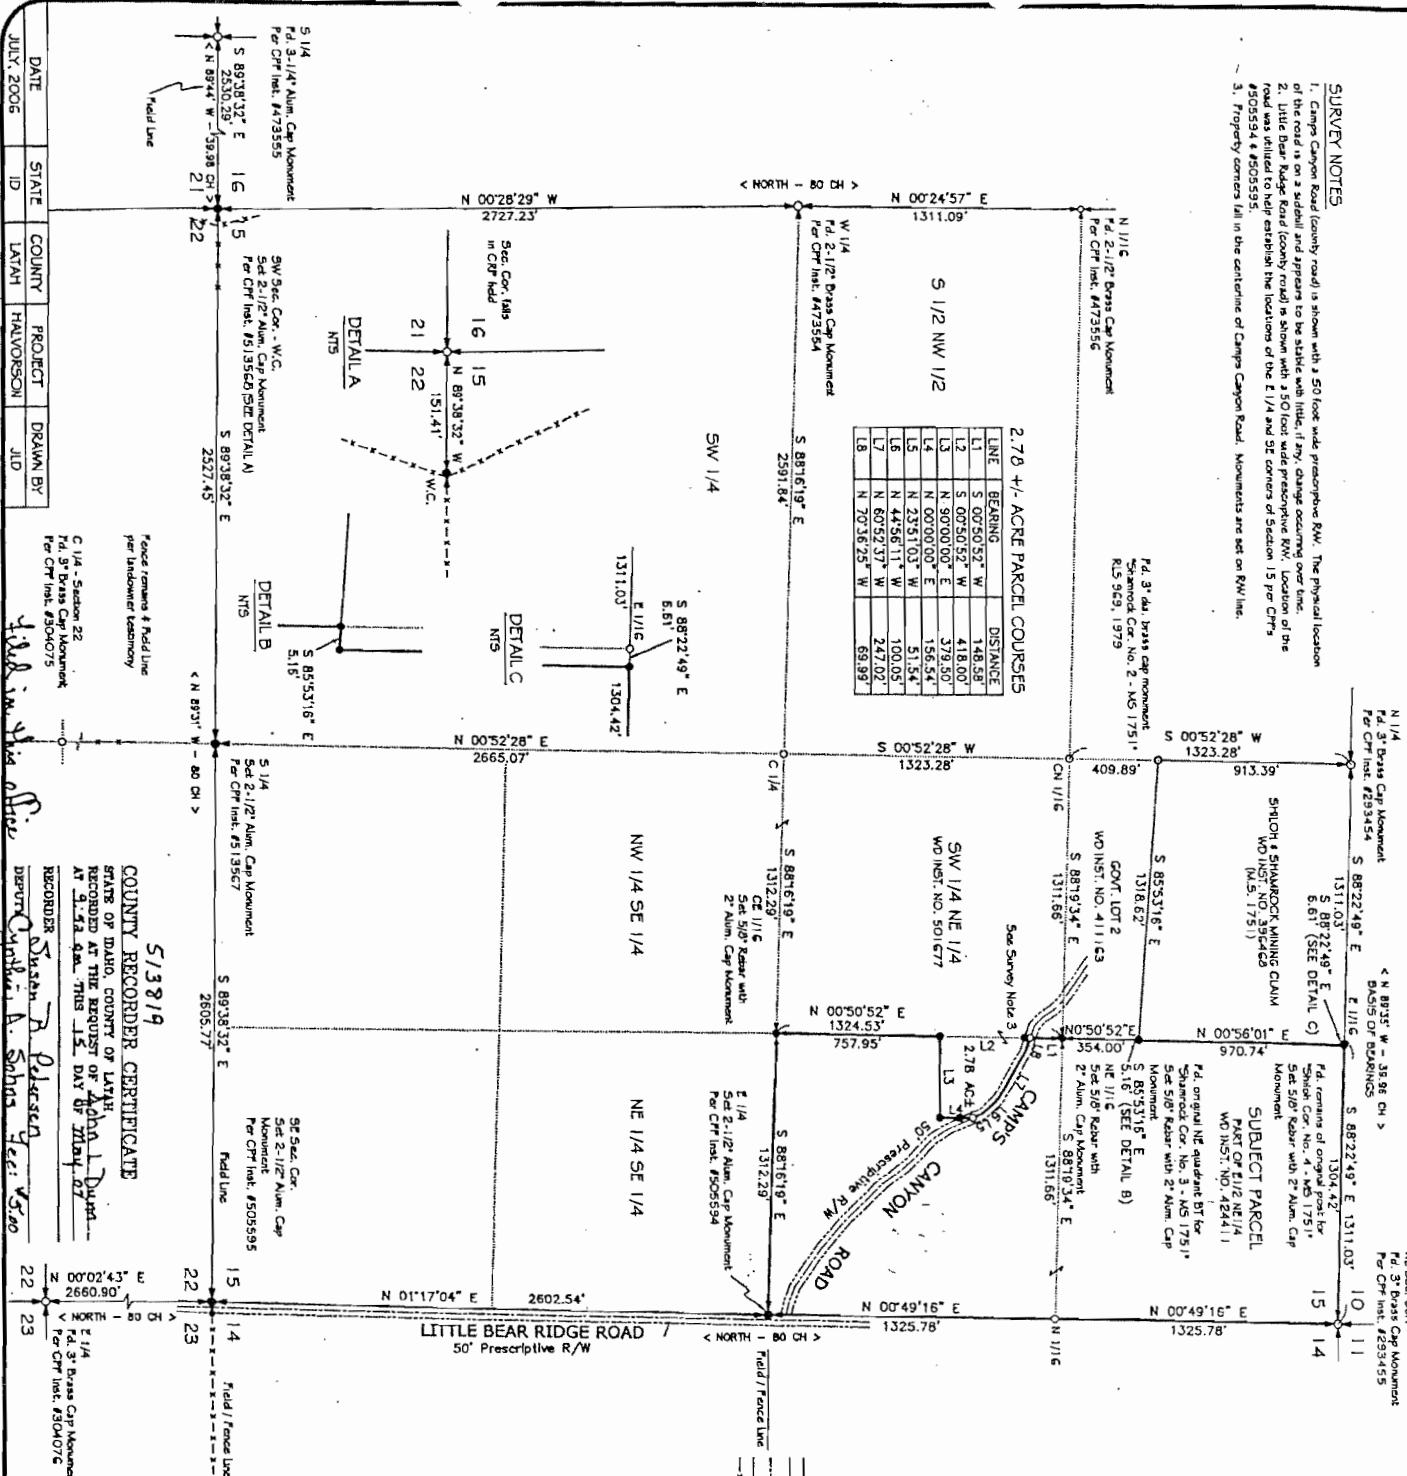 SURVEY NOTES
1. Camps Canyon Road (county road) is shown with a 50 foot wide prescriptive R/W. The physical location
of the road is on a sidehill and appears to be stable with little, if any, change occurring over time.
2. Little Bear Ridge Road (county road) is shown with a 50 foot wide prescriptive R/W. Location of the
road was utilized to help establish the locations of the E 1/4 and SE corners of Section 15 per CPF's
#505594 & #505595.
3. Property corners fall in the centerline of Camps Canyon Road. Monuments are set on R/W line.
N 1/4
Fd. 3" Brass Cap Monument
Per CPF Inst. #293454
S 88°22'49" E
1311.03'
< N 89°35' W - 39.96 CH >
BASIS OF BEARINGS
S 88°22'49" E
6.61' (SEE DETAIL C)
E 1/16
S 88°22'49" E 1311.03'
1304.42'
10 11
15 14
Fd. 3" Brass Cap Monument
Per CPF Inst. #293455
S 00°52'28" W
1323.28'
913.39'
409.89'
SHILOH & SHAMROCK MINING CLAIM
WD INST. NO. 396468
(M.S. 1751)
Fd. remains of original post for
"Shiloh Cor. No. 4 - MS 1751"
Set 5/8" Rebar with 2" Alum. Cap
Monument
SUBJECT PARCEL
PART OF E1/2 NE1/4
WD INST. NO. 424411
N 00°56'01" E
970.74'
N 00°49'16" E
1325.78'
Fd. 3" dia. brass cap monument
"Shamrock Cor. No. 2 - MS 1751"
RLS 969, 1979
S 85°53'16" E
1318.62'
GOVT. LOT 2
WD INST. NO. 411163
Fd. original NE quadrant BT for
"Shamrock Cor. No. 3 - MS 1751"
Set 5/8" Rebar with 2" Alum. Cap
Monument
S 85°53'16" E
5.16' (SEE DETAIL B)
N0°50'52"E
354.00'
NE 1/16
Set 5/8" Rebar with
2" Alum. Cap Monument
N 1/16
Fd. 2-1/2" Brass Cap Monument
Per CPF Inst. #473556
CN 1/16
S 88°19'34" E
1311.66'
S 88°19'34" E
1311.66'
N 1/16
N 00°24'57" E
1311.09'
< NORTH - 80 CH >
S 1/2 NW 1/2
2.78 +/- ACRE PARCEL COURSES
LINE BEARING DISTANCE
L1 S 00°50'52" W 148.58'
L2 S 00°50'52" W 418.00'
L3 N 90°00'00" E 379.50'
L4 N 00°00'00" E 156.54'
L5 N 23°51'03" W 51.54'
L6 N 44°56'11" W 100.05'
L7 N 60°52'37" W 247.02'
L8 N 70°36'25" W 69.99'
S 00°52'28" W
1323.28'
SW 1/4 NE 1/4
WD INST. NO. 501677
See Survey Note 3
L1
L8
L7
L6
L5
L2
2.78 AC±
L3
L4
CAMP'S
CANYON
ROAD
50' Prescriptive R/W
N 00°50'52" E
1324.53'
757.95'
N 00°49'16" E
1325.78'
W 1/4
Fd. 2-1/2" Brass Cap Monument
Per CPF Inst. #473554
S 88°16'19" E
2591.84'
C 1/4
S 88°16'19" E
1312.29'
CE 1/16
Set 5/8" Rebar with
2" Alum. Cap Monument
S 88°16'19" E
1312.29'
E 1/4
Set 2-1/2" Alum. Cap Monument
Per CPF Inst. #505594
< NORTH - 80 CH >
Field / Fence Line
SW 1/4
NW 1/4 SE 1/4
NE 1/4 SE 1/4
N 00°28'29" W
2727.23'
Sec. Cor. falls
in CRP field
16 15
21 22
N 89°38'32" W
151.41'
W.C.
DETAIL A
NTS
S 88°22'49" E
6.61'
E 1/16
1311.03'
1304.42'
DETAIL C
NTS
S 85°53'16" E
5.16'
DETAIL B
NTS
N 00°52'28" E
2665.07'
N 01°17'04" E
2602.54'
LITTLE BEAR RIDGE ROAD
50' Prescriptive R/W
S 1/4
Fd. 3-1/4" Alum. Cap Monument
Per CPF Inst. #473555
S 89°38'32" E
2530.29'
< N 89°44' W - 39.98 CH >
Field Line
16 15
21 22
SW Sec. Cor. - W.C.
Set 2-1/2" Alum. Cap Monument
Per CPF Inst. #513568 (SEE DETAIL A)
S 89°38'32" E
2527.45'
Fence remains & Field Line
per landowner testimony
< N 89°31' W - 80 CH >
S 1/4
Set 2-1/2" Alum. Cap Monument
Per CPF Inst. #513567
S 89°38'32" E
2605.77'
SE Sec. Cor.
Set 2-1/2" Alum. Cap
Monument
Per CPF Inst. #505595
Field Line
15 14
22 23
Field / Fence Line
C 1/4 - Section 22
Fd. 3" Brass Cap Monument
Per CPF Inst. #304075
N 00°02'43" E
2660.90'
< NORTH - 80 CH >
22 23
E 1/4
Fd. 3" Brass Cap Monume
Per CPF Inst. #304076
DATE STATE COUNTY PROJECT DRAWN BY
JULY, 2006 ID LATAH HALVORSON JLD
Filed in this office
513819
COUNTY RECORDER CERTIFICATE
STATE OF IDAHO, COUNTY OF LATAH
RECORDED AT THE REQUEST OF John L Dunn
AT 9:52 am THIS 15 DAY OF May 07
RECORDER Susan A. Petersen
DEPUTY Cynthia A. Sohns Fee: $5.00